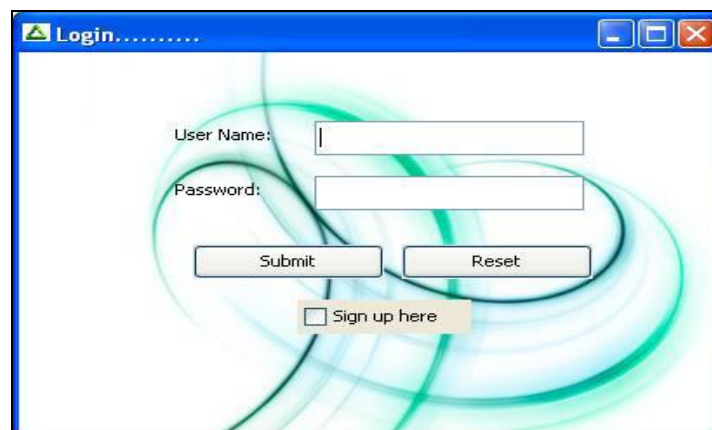 Login..........
User Name:
Password:
Submit Reset
Sign up here